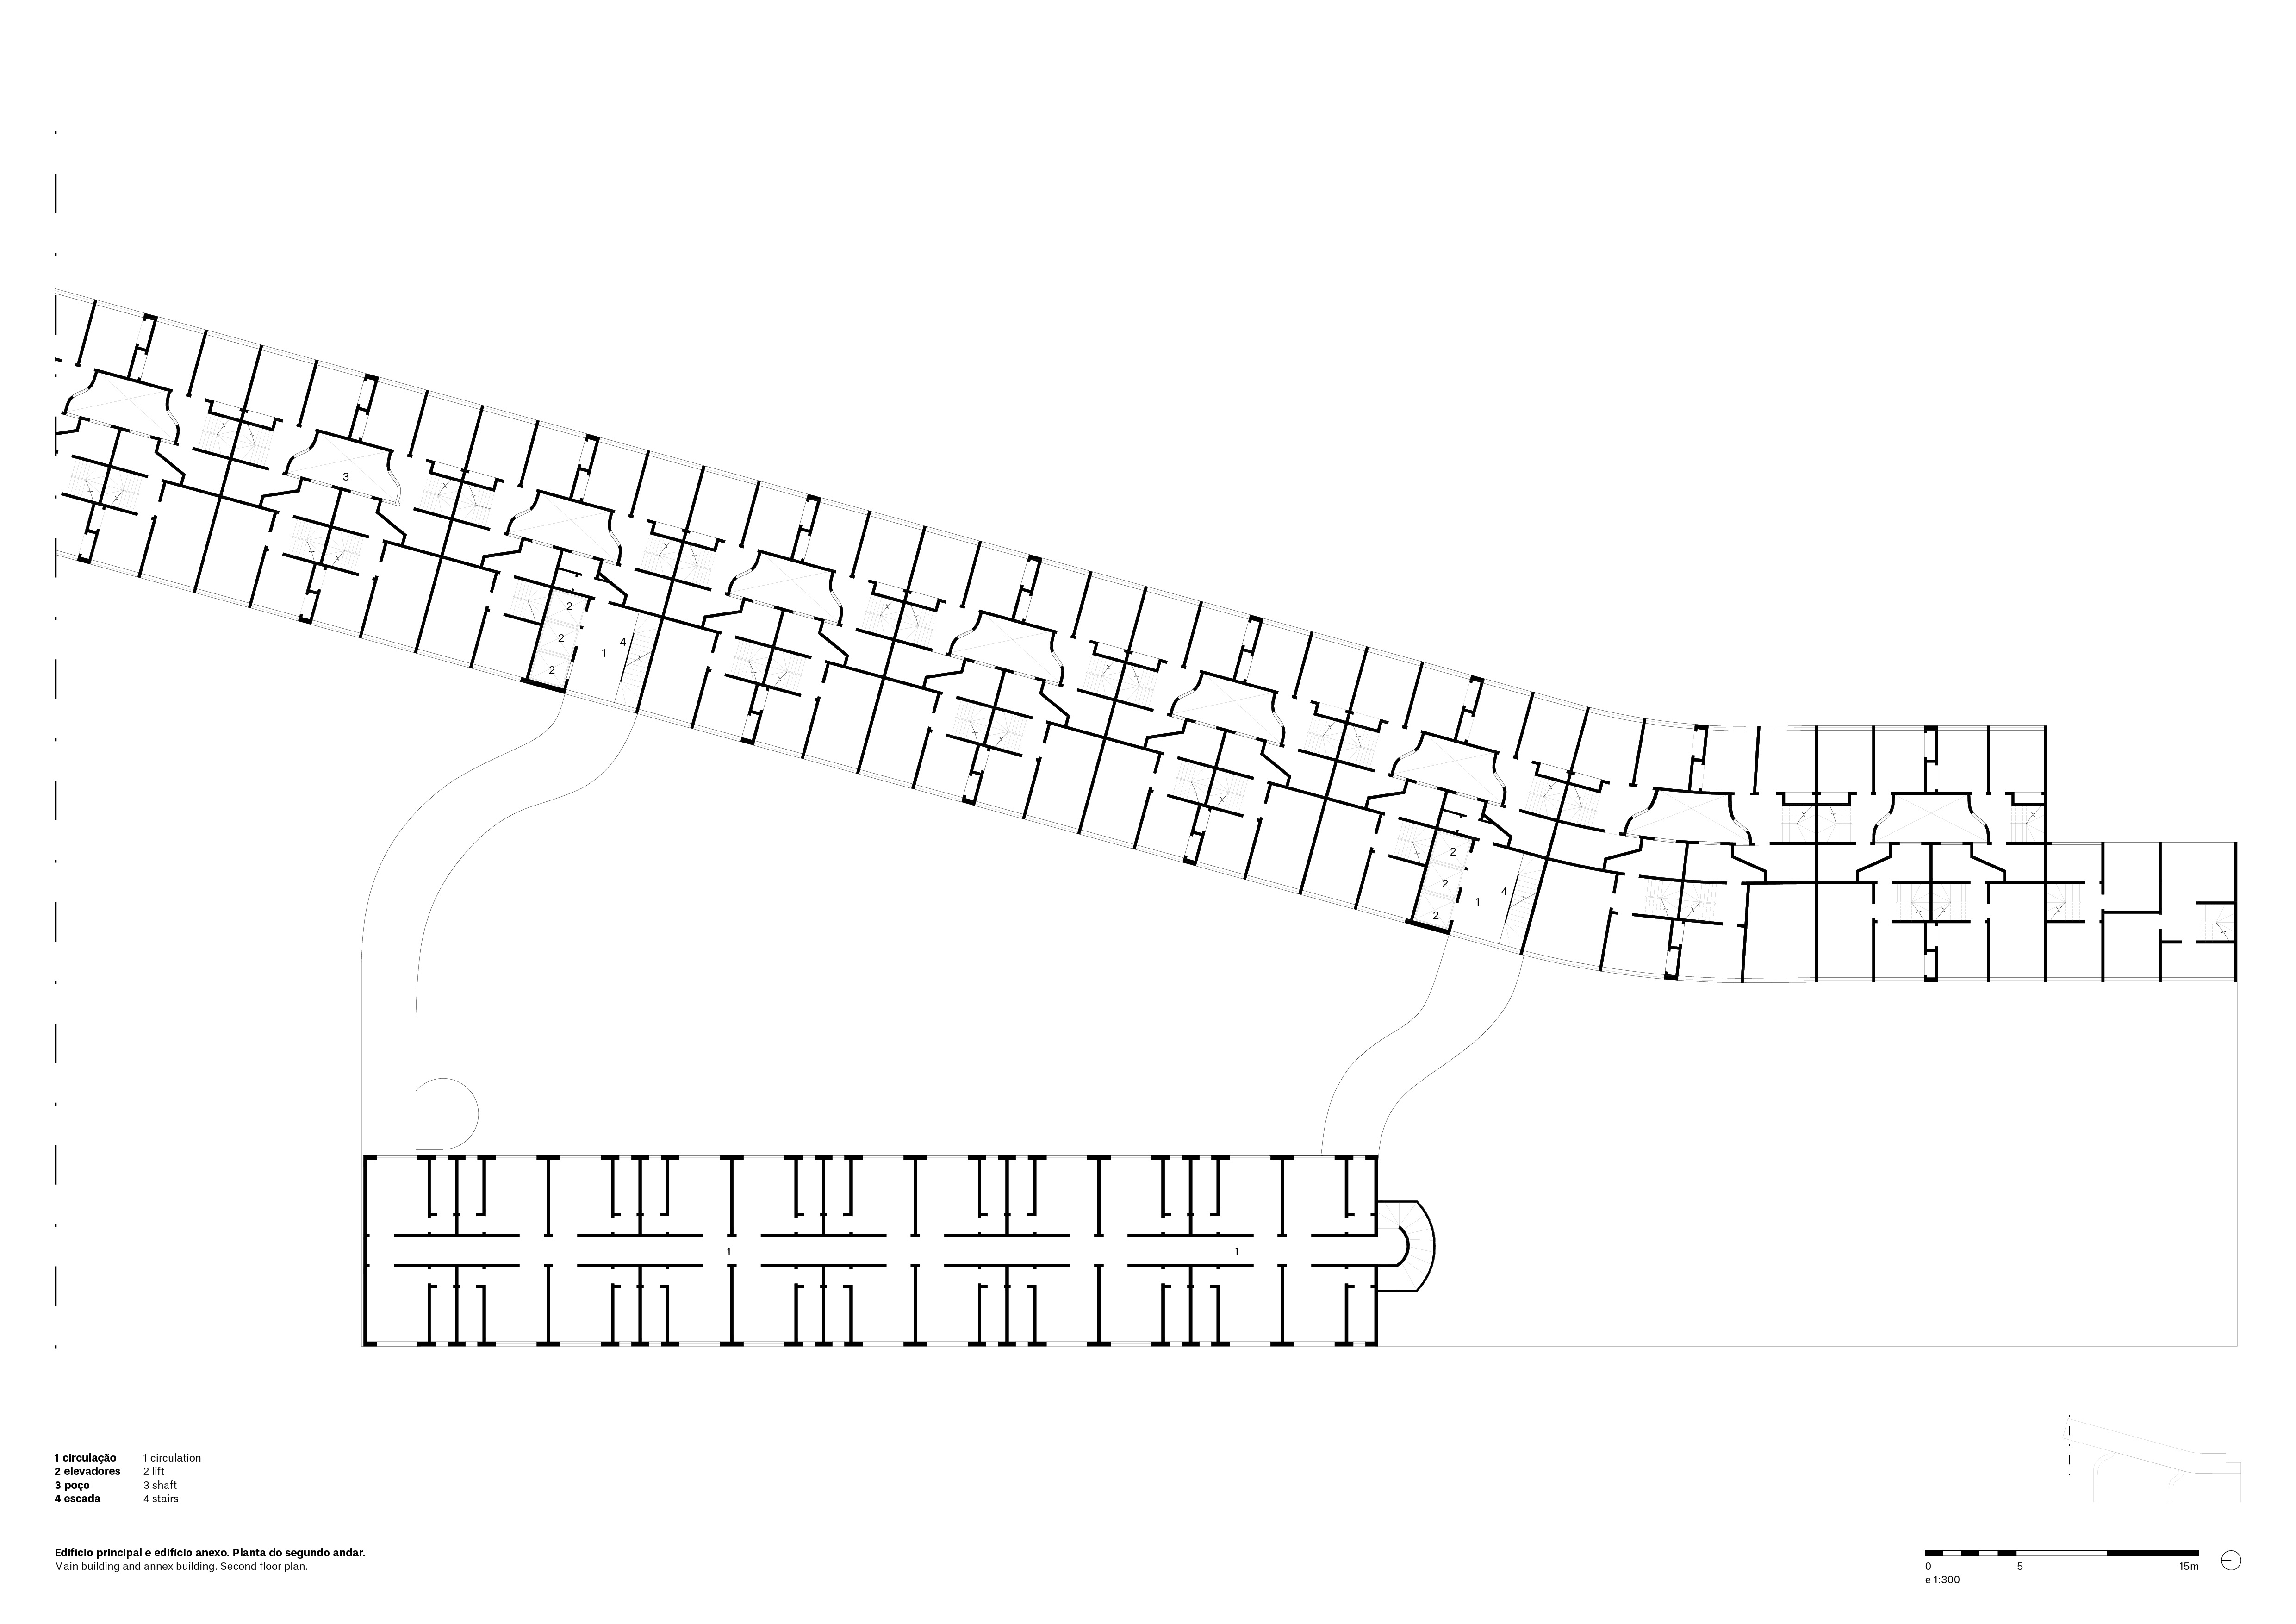 3
2
2
4
1
2
2
2
4
1
2
1
1
1 circulação 1 circulation
2 elevadores 2 lift
3 poço 3 shaft
4 escada 4 stairs
Edifício principal e edifício anexo. Planta do segundo andar.
Main building and annex building. Second floor plan.
0 5 15m
e 1:300